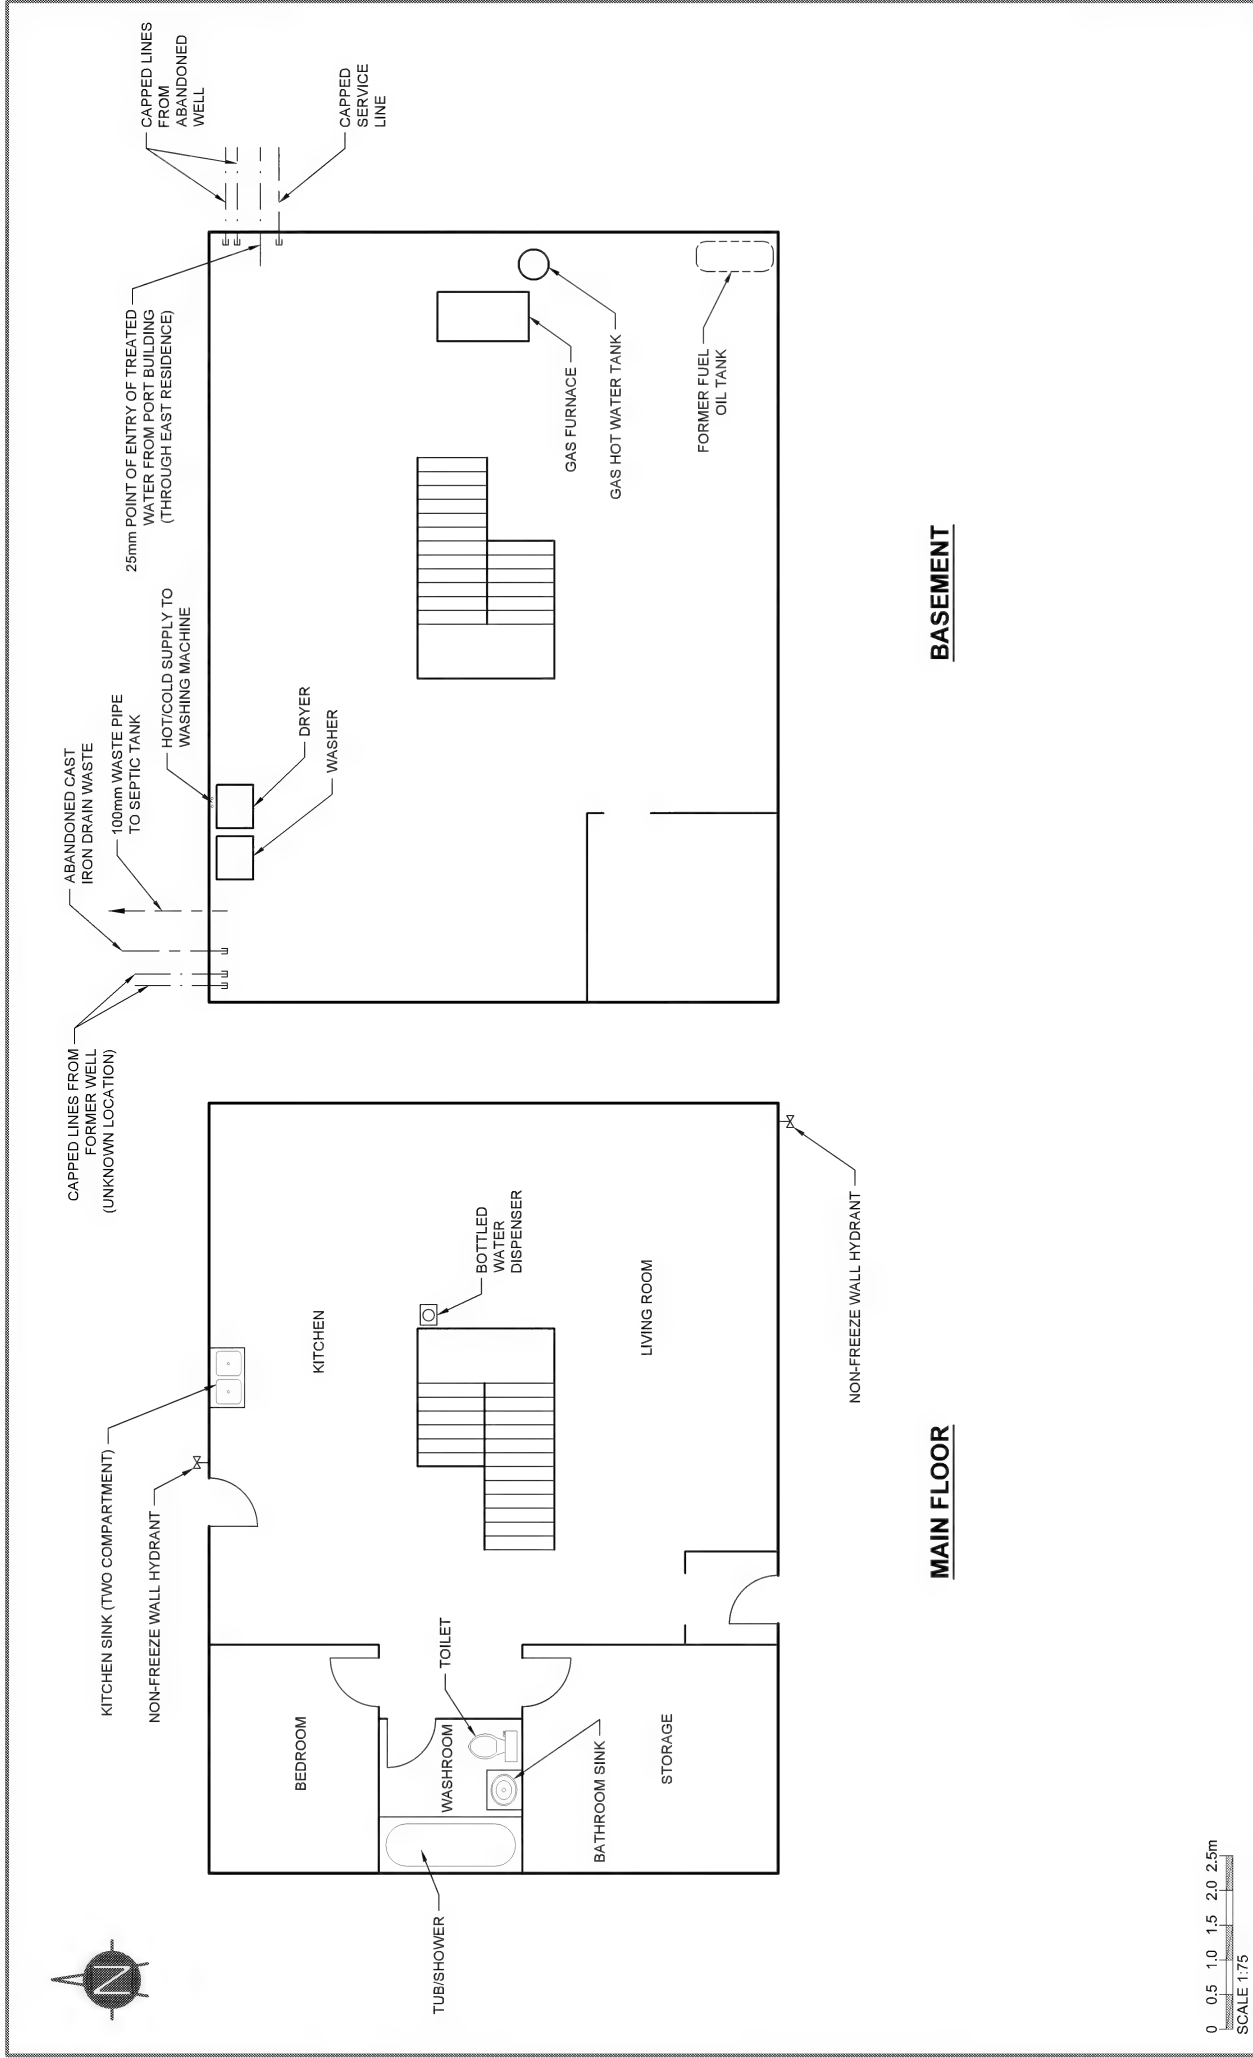 CAPPED LINES FROM
FORMER WELL
(UNKNOWN LOCATION)
ABANDONED CAST
IRON DRAIN WASTE
100mm WASTE PIPE
TO SEPTIC TANK
HOT/COLD SUPPLY TO
WASHING MACHINE
25mm POINT OF ENTRY OF TREATED
WATER FROM PORT BUILDING
(THROUGH EAST RESIDENCE)
CAPPED LINES
FROM
ABANDONED
WELL
CAPPED
SERVICE
LINE
DRYER
WASHER
GAS FURNACE
GAS HOT WATER TANK
FORMER FUEL
OIL TANK
BASEMENT
N
KITCHEN SINK (TWO COMPARTMENT)
NON-FREEZE WALL HYDRANT
BEDROOM
KITCHEN
TUB/SHOWER
WASHROOM
TOILET
BOTTLED
WATER
DISPENSER
BATHROOM SINK
STORAGE
LIVING ROOM
NON-FREEZE WALL HYDRANT
MAIN FLOOR
0 0.5 1.0 1.5 2.0 2.5m
SCALE 1:75